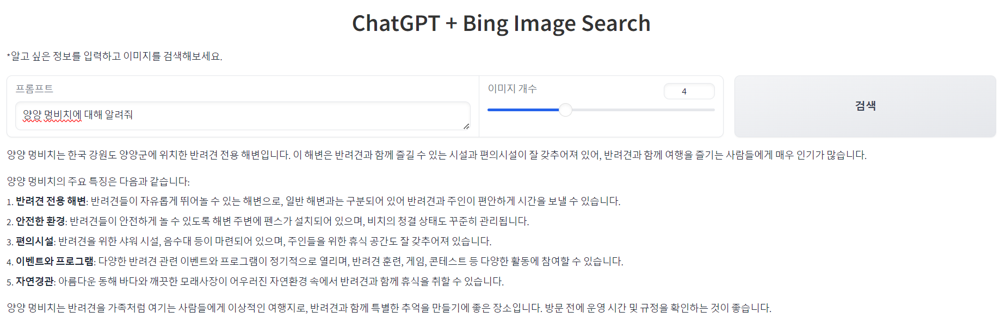 ChatGPT + Bing Image Search
*알고 싶은 정보를 입력하고 이미지를 검색해보세요.
프롬프트
양양 멍비치에 대해 알려줘
이미지 개수
4
검색
양양 멍비치는 한국 강원도 양양군에 위치한 반려견 전용 해변입니다. 이 해변은 반려견과 함께 즐길 수 있는 시설과 편의시설이 잘 갖추어져 있어, 반려견과 함께 여행을 즐기는 사람들에게 매우 인기가 많습니다.
양양 멍비치의 주요 특징은 다음과 같습니다:
1. 반려견 전용 해변: 반려견들이 자유롭게 뛰어놀 수 있는 해변으로, 일반 해변과는 구분되어 있어 반려견과 주인이 편안하게 시간을 보낼 수 있습니다.
2. 안전한 환경: 반려견들이 안전하게 놀 수 있도록 해변 주변에 펜스가 설치되어 있으며, 비치의 청결 상태도 꾸준히 관리됩니다.
3. 편의시설: 반려견을 위한 샤워 시설, 음수대 등이 마련되어 있으며, 주인들을 위한 휴식 공간도 잘 갖추어져 있습니다.
4. 이벤트와 프로그램: 다양한 반려견 관련 이벤트와 프로그램이 정기적으로 열리며, 반려견 훈련, 게임, 콘테스트 등 다양한 활동에 참여할 수 있습니다.
5. 자연경관: 아름다운 동해 바다와 깨끗한 모래사장이 어우러진 자연환경 속에서 반려견과 함께 휴식을 취할 수 있습니다.
양양 멍비치는 반려견을 가족처럼 여기는 사람들에게 이상적인 여행지로, 반려견과 함께 특별한 추억을 만들기에 좋은 장소입니다. 방문 전에 운영 시간 및 규정을 확인하는 것이 좋습니다.